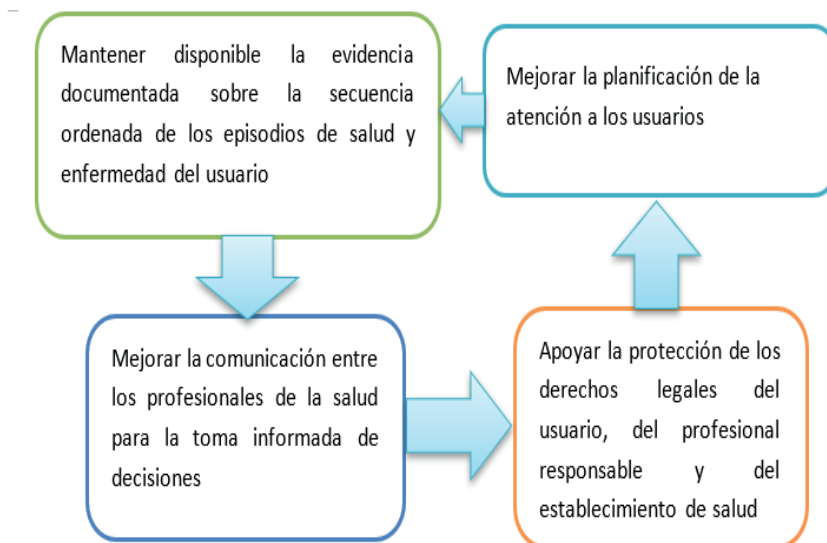 Mantener disponible la evidencia
documentada sobre la secuencia
ordenada de los episodios de salud y
enfermedad del usuario
Mejorar la planificación de la
atención a los usuarios
Mejorar la comunicación entre
los profesionales de la salud
para la toma informada de
decisiones
Apoyar la protección de los
derechos legales del
usuario, del profesional
responsable y del
establecimiento de salud